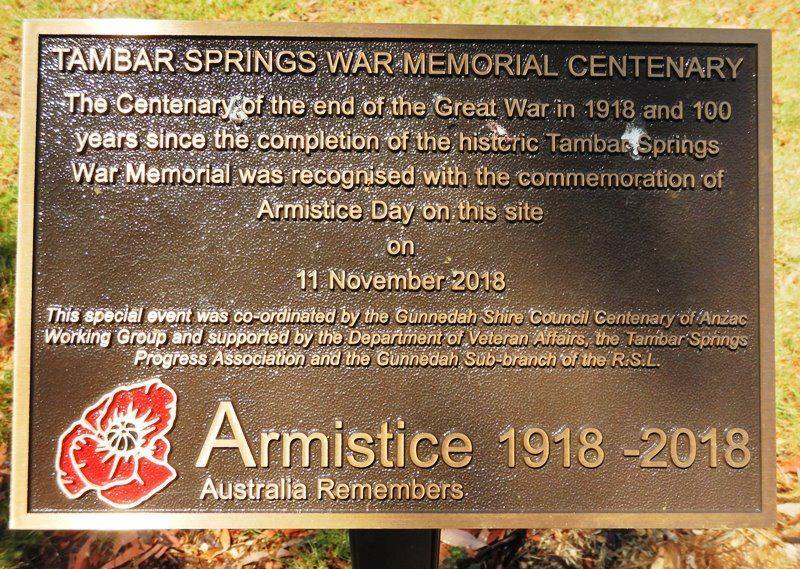 TAMBAR SPRINGS WAR MEMORIAL CENTENARY
The Centenary of the end of the Great War in 1918 and 100
years since the completion of the historic Tambar Springs
War Memorial was recognised with the commemoration of
Armistice Day on this site
on
11 November 2018
This special event was co-ordinated by the Gunnedah Shire Council Centenary of Anzac
Working Group and supported by the Department of Veteran Affairs, the Tambar Springs
Progress Association and the Gunnedah Sub-branch of the R.S.L.
Armistice 1918 -2018
Australia Remembers